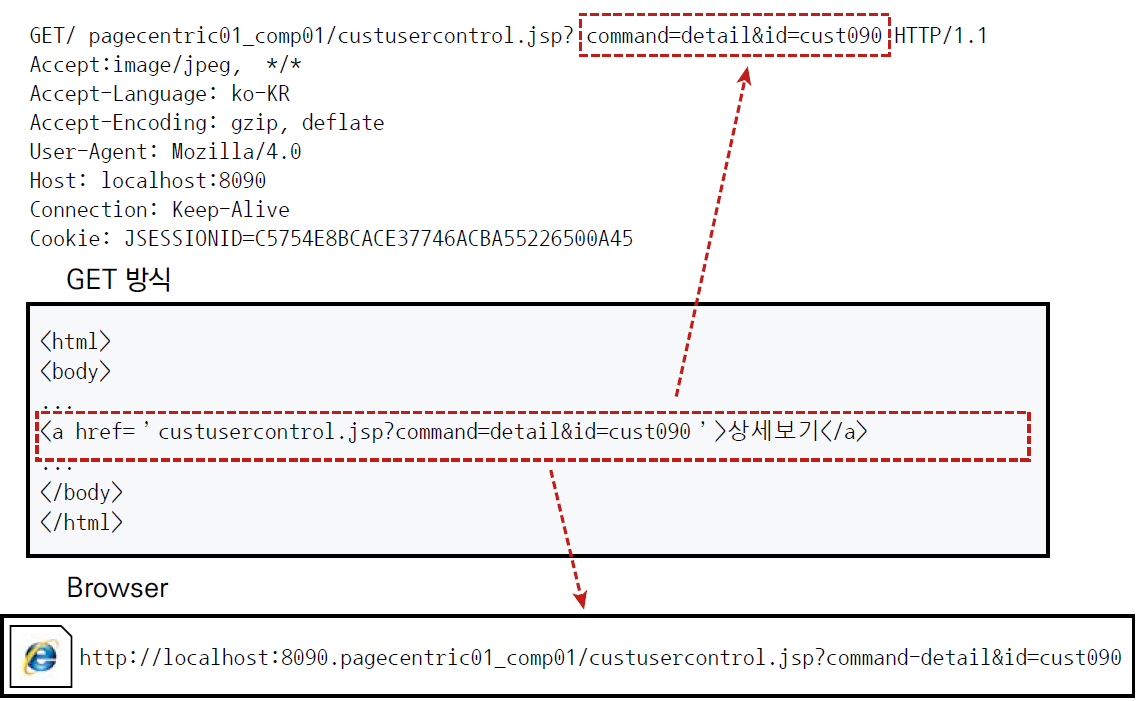 GET/ pagecentric01_comp01/custusercontrol.jsp? command=detail&id=cust090 HTTP/1.1
Accept:image/jpeg, */*
Accept-Language: ko-KR
Accept-Encoding: gzip, deflate
User-Agent: Mozilla/4.0
Host: localhost:8090
Connection: Keep-Alive
Cookie: JSESSIONID=C5754E8BCACE37746ACBA55226500A45
GET 방식
<html>
<body>
...
<a href= ’ custusercontrol.jsp?command=detail&id=cust090 ’ >상세보기</a>
...
</body>
</html>
Browser
http://localhost:8090.pagecentric01_comp01/custusercontrol.jsp?command-detail&id=cust090